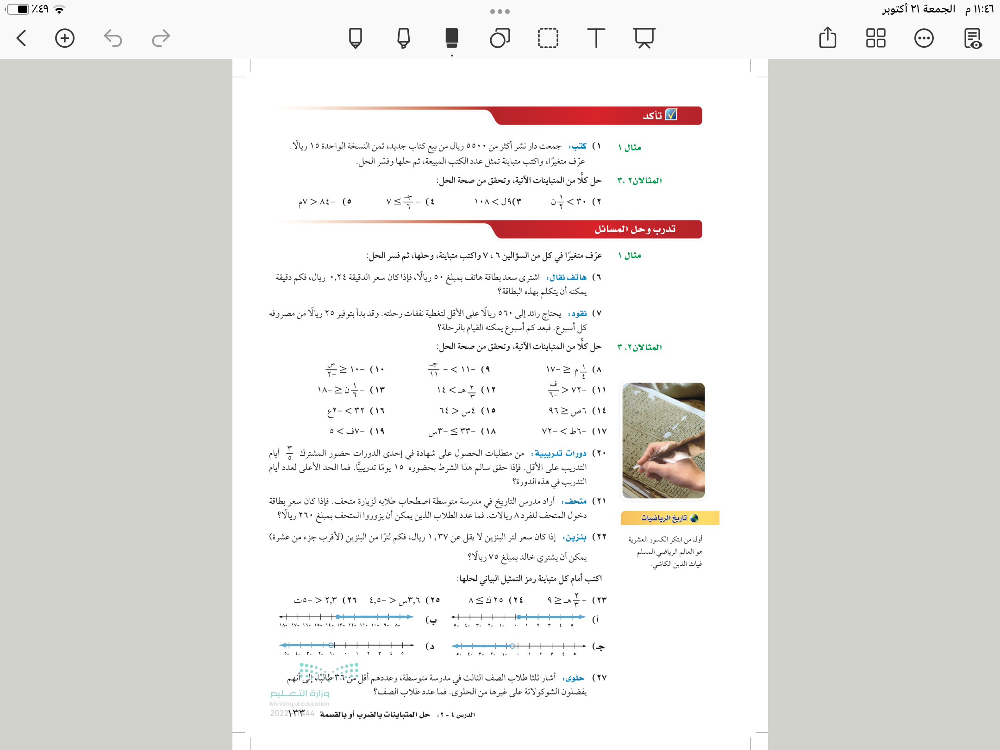 ١١:٤٦ م الجمعة ٢١ أكتوبر
٤٩٪
تأكد
مثال ١
١) كتب: جمعت دار نشر أكثر من ٥٥٠٠ ريال من بيع كتاب جديد، ثمن النسخة الواحدة ١٥ ريالًا.
عرّف متغيرًا، واكتب متباينة تمثل عدد الكتب المبيعة، ثم حلها وفسّر الحل.
المثالان ٢، ٣
حل كلًّا من المتباينات الآتية، وتحقق من صحة الحل:
٢) ٣٠ > ١/٢ ن ٣) ٩ل > ١٠٨ ٤) – جـ/٦ ≥ ٧ ٥) –٨٤ < ٧م
تدرب وحل المسائل
مثال ١
عرّف متغيرًا في كل من السؤالين ٦ ، ٧ واكتب متباينة، وحلها، ثم فسر الحل:
٦) هاتف نقال: اشترى سعد بطاقة هاتف بمبلغ ٥٠ ريالًا، فإذا كان سعر الدقيقة ٠,٢٤ ريال، فكم دقيقة
يمكنه أن يتكلم بهذه البطاقة؟
٧) نقود: يحتاج رائد إلى ٥٦٠ ريالًا على الأقل لتغطية نفقات رحلته. وقد بدأ بتوفير ٢٥ ريالًا من مصروفه
كل أسبوع. فبعد كم أسبوع يمكنه القيام بالرحلة؟
المثالان ٢، ٣
حل كلًّا من المتباينات الآتية، وتحقق من صحة الحل:
٨) ١/٤ م ≤ –١٧ ٩) –١١ > – جـ/١١ ١٠) –١٠ ≤ س/–٢
١١) –٧٢ < ف/–٦ ١٢) ٢/٣ هـ > ١٤ ١٣) – ١/٦ ن ≤ –١٨
١٤) ٦ص ≤ ٩٦ ١٥) ٤س < ٦٤ ١٦) ٣٢ > –٢ع
١٧) –٦ط > –٧٢ ١٨) –٣٣ ≥ –٣س ١٩) –٧ف > ٥
٢٠) دورات تدريبية: من متطلبات الحصول على شهادة في إحدى الدورات حضور المشترك ٣/٥ أيام
التدريب على الأقل. فإذا حقق سالم هذا الشرط بحضوره ١٥ يومًا تدريبيًّا. فما الحد الأعلى لعدد أيام
التدريب في هذه الدورة؟
٢١) متحف: أراد مدرس التاريخ في مدرسة متوسطة اصطحاب طلابه لزيارة متحف. فإذا كان سعر بطاقة
دخول المتحف للفرد ٨ ريالات. فما عدد الطلاب الذين يمكن أن يزوروا المتحف بمبلغ ٢٦٠ ريالًا؟
تاريخ الرياضيات
أول من ابتكر الكسور العشرية
هو العالم الرياضي المسلم
غياث الدين الكاشي.
٢٢) بنزين: إذا كان سعر لتر البنزين لا يقل عن ١,٣٧ ريال، فكم لترًا من البنزين (لأقرب جزء من عشرة)
يمكن أن يشتري خالد بمبلغ ٧٥ ريالًا؟
اكتب أمام كل متباينة رمز التمثيل البياني لحلها:
٢٣) – ٢/٣ هـ ≤ ٩ ٢٤) ٢٥ ك ≥ ٨ ٢٥) ٣,٦س < –٤,٥ ٢٦) ٢,٣ < –٥ت
أ) ٥ ٤ ٣ ٢ ١ ٠ –١ –٢ –٣ –٤ –٥
ب) –٨ –٩ –١٠ –١١ –١٢ –١٣ –١٤ –١٥ –١٦ –١٧ –١٨
جـ) ٥ ٤ ٣ ٢ ١ ٠ –١ –٢ –٣ –٤ –٥
د) ٥ ٤ ٣ ٢ ١ ٠ –١ –٢ –٣ –٤ –٥
٢٧) حلوى: أشار ثلثا طلاب الصف الثالث في مدرسة متوسطة، وعددهم أقل من ٣٦ طالبًا، إلى أنهم
يفضلون الشوكولاتة على غيرها من الحلوى. فما عدد طلاب الصف؟
وزارة التعليم
Ministry of Education
2022 - 1444
الدرس ٤ - ٢: حل المتباينات بالضرب أو بالقسمة ١٣٣